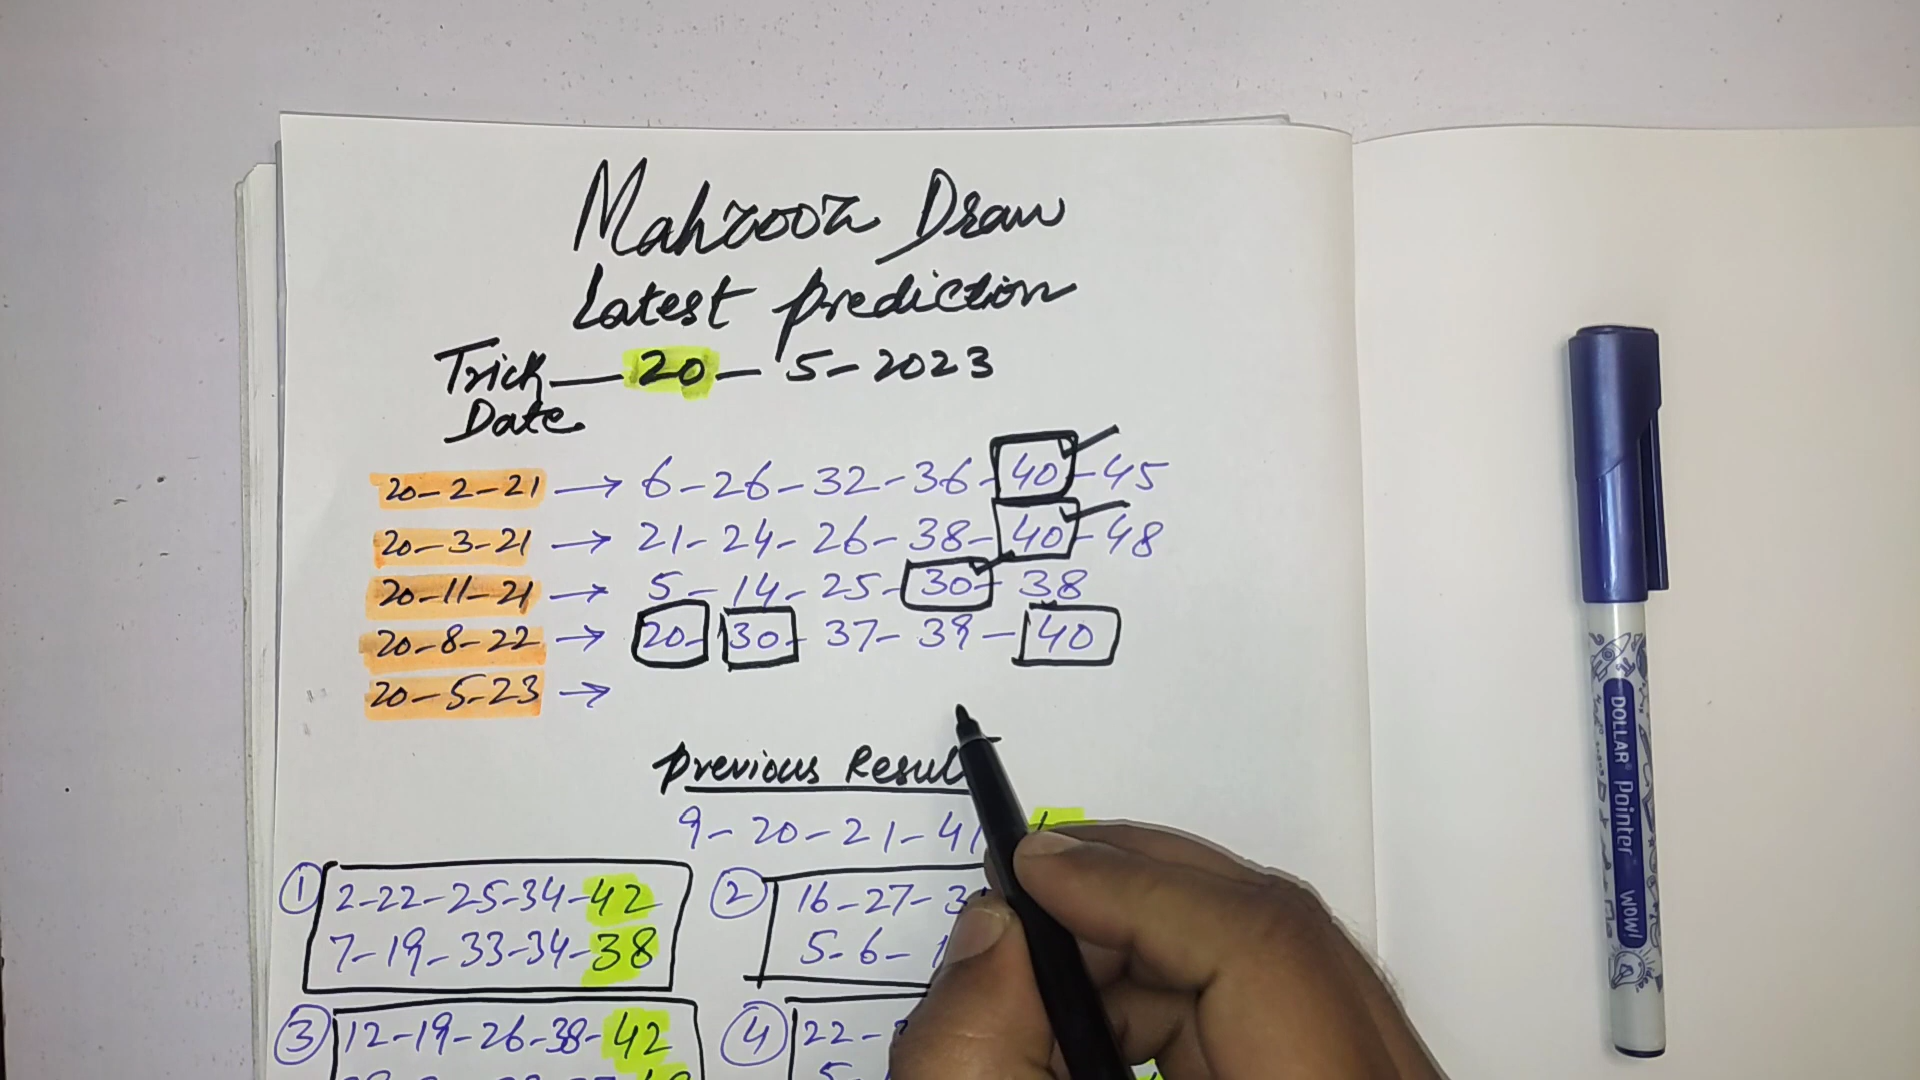 Mahzooz Draw
Latest prediction
Trick — 20 - 5 - 2023
Date
20-2-21 → 6-26-32-36-40-45
20-3-21 → 21-24-26-38-40-48
20-11-21 → 5-14-25-30-38
20-8-22 → 20-30-37-39-40
20-5-23 →
Previous Result
9-20-21-41
① 2-22-25-34-42
7-19-33-34-38
② 16-27-3
5-6-1
③ 12-19-26-38-42
④ 22-
5-
DOLLAR Pointer WOW!